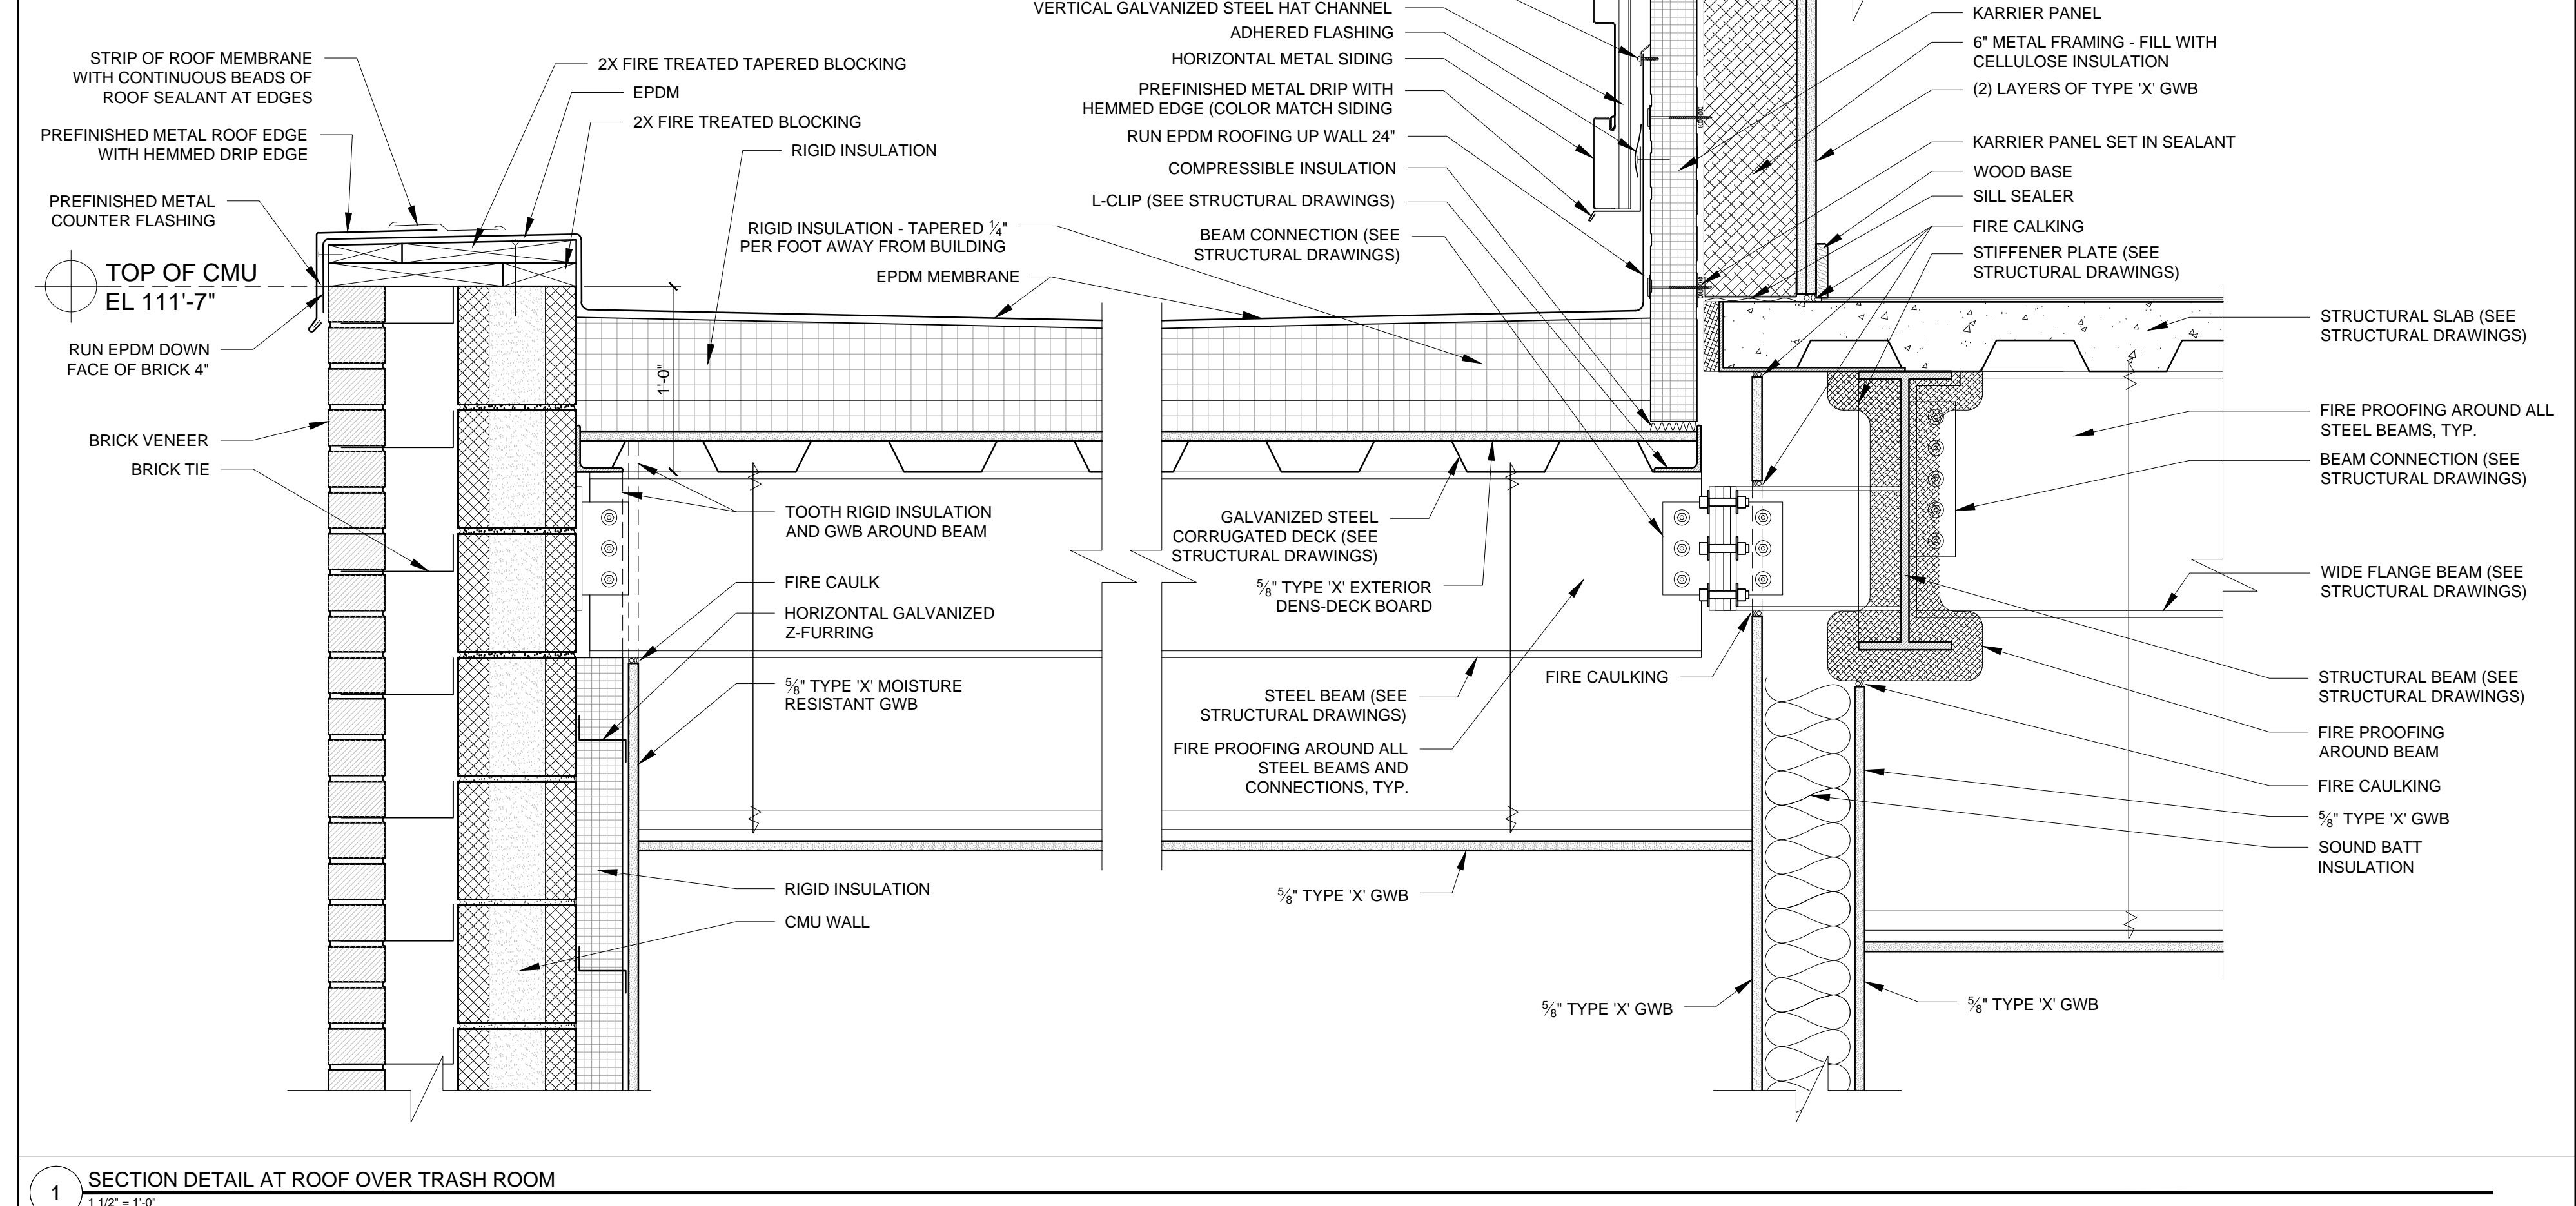 STRIP OF ROOF MEMBRANE
WITH CONTINUOUS BEADS OF
ROOF SEALANT AT EDGES
PREFINISHED METAL ROOF EDGE
WITH HEMMED DRIP EDGE
PREFINISHED METAL
COUNTER FLASHING
TOP OF CMU
EL 111'-7"
RUN EPDM DOWN
FACE OF BRICK 4"
BRICK VENEER
BRICK TIE
2X FIRE TREATED TAPERED BLOCKING
EPDM
2X FIRE TREATED BLOCKING
RIGID INSULATION
RIGID INSULATION - TAPERED 1/4"
PER FOOT AWAY FROM BUILDING
EPDM MEMBRANE
1'-0"
TOOTH RIGID INSULATION
AND GWB AROUND BEAM
FIRE CAULK
HORIZONTAL GALVANIZED
Z-FURRING
5/8" TYPE 'X' MOISTURE
RESISTANT GWB
RIGID INSULATION
CMU WALL
VERTICAL GALVANIZED STEEL HAT CHANNEL
ADHERED FLASHING
HORIZONTAL METAL SIDING
PREFINISHED METAL DRIP WITH
HEMMED EDGE (COLOR MATCH SIDING
RUN EPDM ROOFING UP WALL 24"
COMPRESSIBLE INSULATION
L-CLIP (SEE STRUCTURAL DRAWINGS)
BEAM CONNECTION (SEE
STRUCTURAL DRAWINGS)
GALVANIZED STEEL
CORRUGATED DECK (SEE
STRUCTURAL DRAWINGS)
5/8" TYPE 'X' EXTERIOR
DENS-DECK BOARD
FIRE CAULKING
STEEL BEAM (SEE
STRUCTURAL DRAWINGS)
FIRE PROOFING AROUND ALL
STEEL BEAMS AND
CONNECTIONS, TYP.
5/8" TYPE 'X' GWB
5/8" TYPE 'X' GWB
5/8" TYPE 'X' GWB
KARRIER PANEL
6" METAL FRAMING - FILL WITH
CELLULOSE INSULATION
(2) LAYERS OF TYPE 'X' GWB
KARRIER PANEL SET IN SEALANT
WOOD BASE
SILL SEALER
FIRE CALKING
STIFFENER PLATE (SEE
STRUCTURAL DRAWINGS)
STRUCTURAL SLAB (SEE
STRUCTURAL DRAWINGS)
FIRE PROOFING AROUND ALL
STEEL BEAMS, TYP.
BEAM CONNECTION (SEE
STRUCTURAL DRAWINGS)
WIDE FLANGE BEAM (SEE
STRUCTURAL DRAWINGS)
STRUCTURAL BEAM (SEE
STRUCTURAL DRAWINGS)
FIRE PROOFING
AROUND BEAM
FIRE CAULKING
5/8" TYPE 'X' GWB
SOUND BATT
INSULATION
1
SECTION DETAIL AT ROOF OVER TRASH ROOM
1 1/2" = 1'-0"